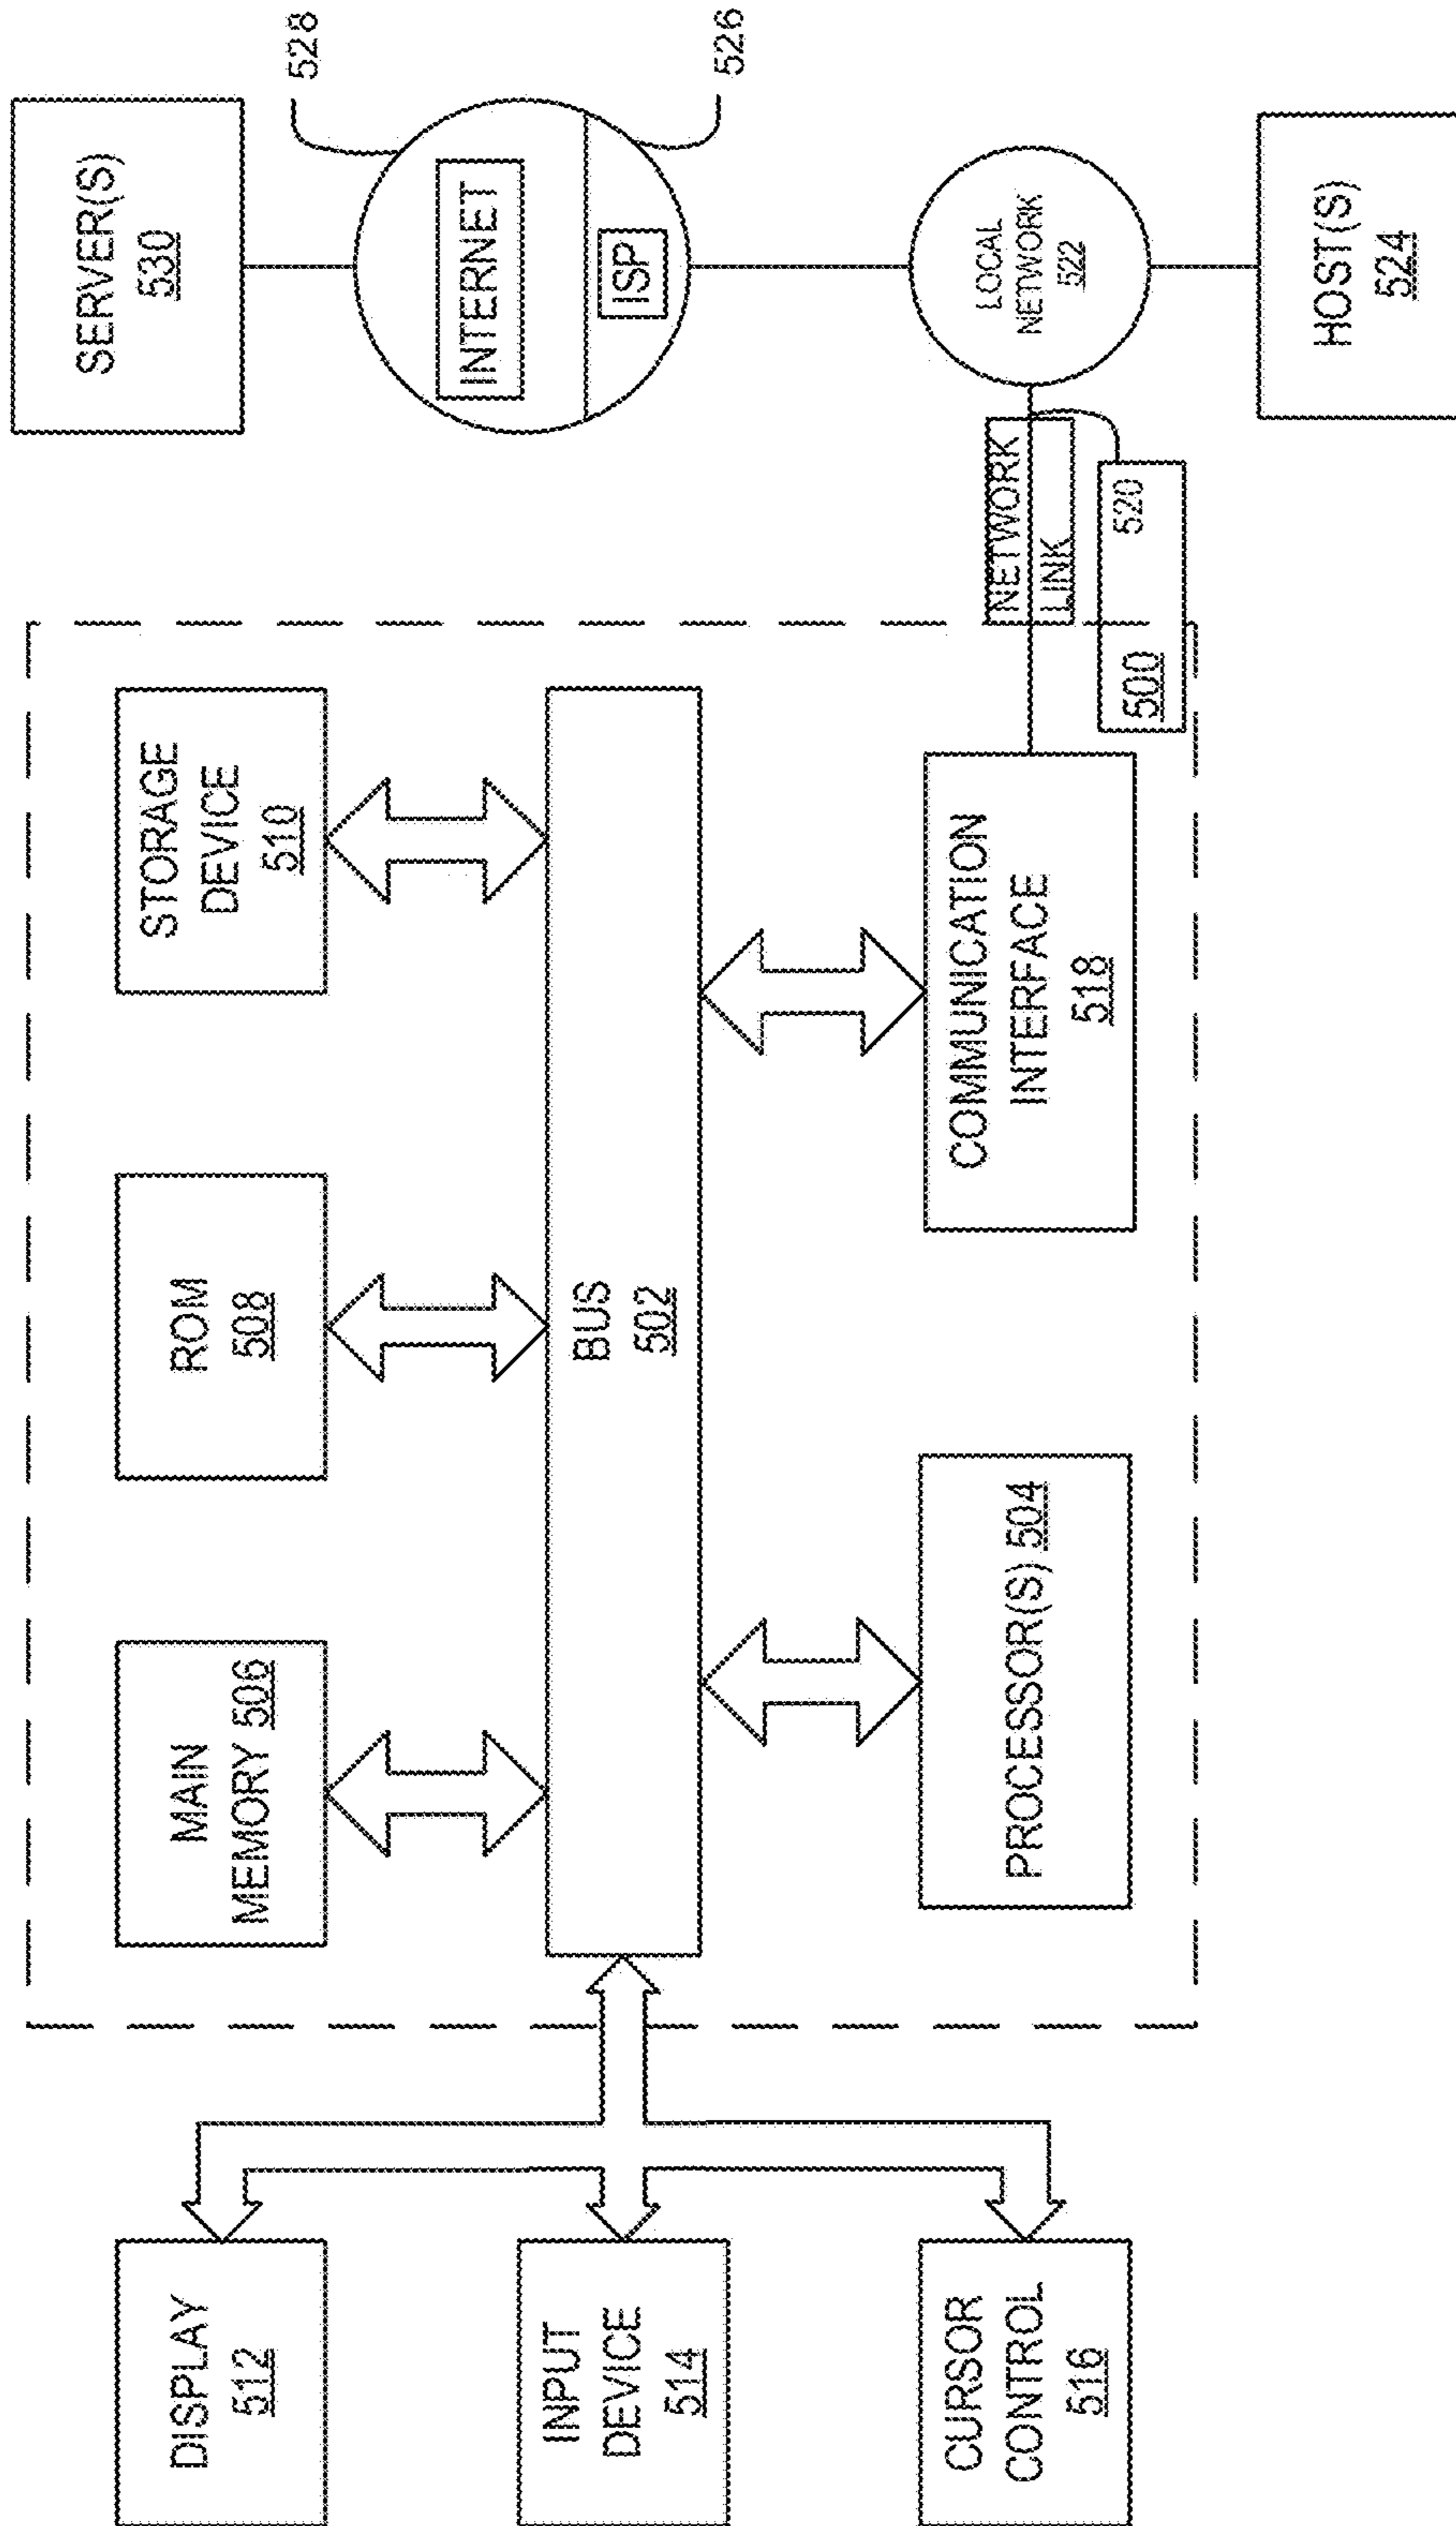 DISPLAY
512
INPUT
DEVICE
514
CURSOR
CONTROL
516
MAIN
MEMORY 506
ROM
508
STORAGE
DEVICE
510
BUS
502
PROCESSOR(S) 504
COMMUNICATION
INTERFACE
518
500
520
NETWORK
LINK
SERVER(S)
530
528
INTERNET
ISP
526
LOCAL
NETWORK
522
HOST(S)
524